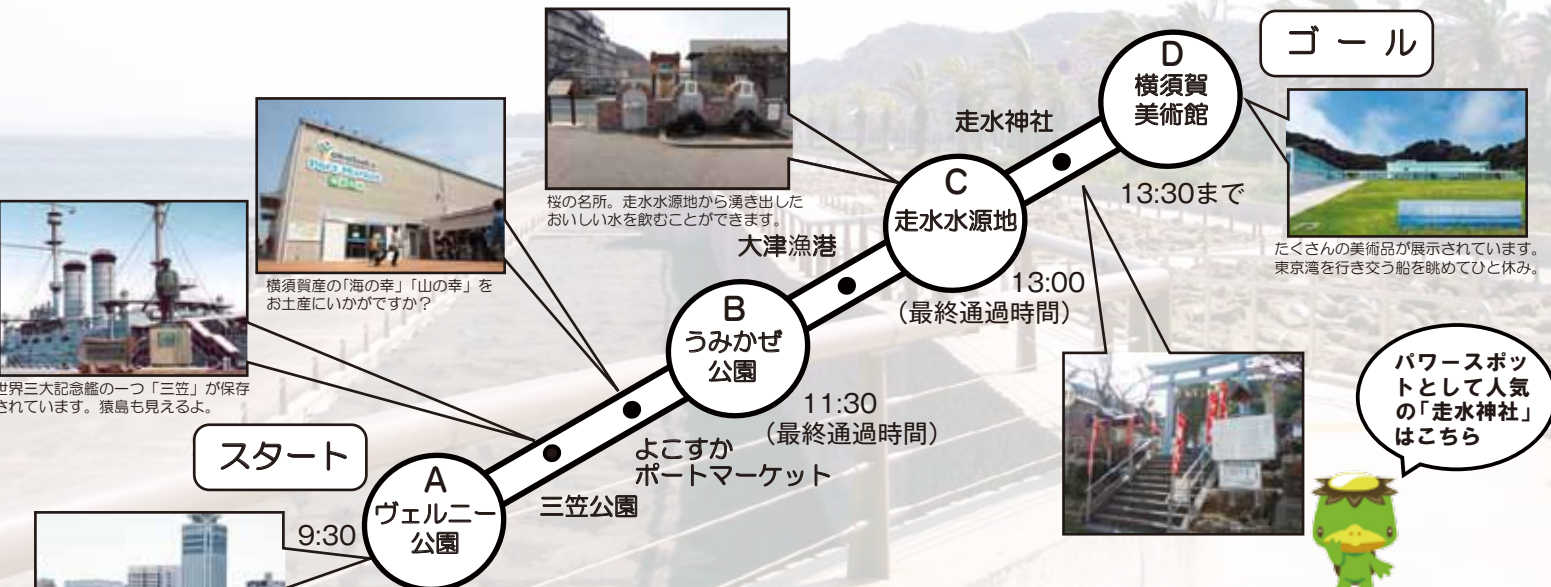 ゴール
D
横須賀
美術館
13:30まで
たくさんの美術品が展示されています。
東京湾を行き交う船を眺めてひと休み。
走水神社
パワースポッ
トとして人気
の「走水神社」
はこちら
C
走水水源地
13:00
（最終通過時間）
桜の名所。走水水源地から湧き出した
おいしい水を飲むことができます。
大津漁港
B
うみかぜ
公園
11:30
（最終通過時間）
横須賀産の「海の幸」「山の幸」を
お土産にいかがですか？
よこすか
ポートマーケット
三笠公園
世界三大記念艦の一つ「三笠」が保存
されています。猿島も見えるよ。
スタート
A
ヴェルニー
公園
9:30